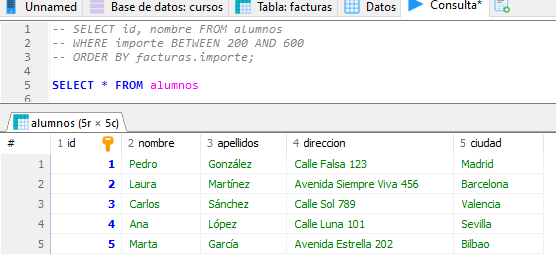 Unnamed Base de datos: cursos Tabla: facturas Datos Consulta*
1 -- SELECT id, nombre FROM alumnos
2 -- WHERE importe BETWEEN 200 AND 600
3 -- ORDER BY facturas.importe;
4
5 SELECT * FROM alumnos
6
alumnos (5r × 5c)
# 1 id 2 nombre 3 apellidos 4 direccion 5 ciudad
1 1 Pedro González Calle Falsa 123 Madrid
2 2 Laura Martínez Avenida Siempre Viva 456 Barcelona
3 3 Carlos Sánchez Calle Sol 789 Valencia
4 4 Ana López Calle Luna 101 Sevilla
5 5 Marta García Avenida Estrella 202 Bilbao